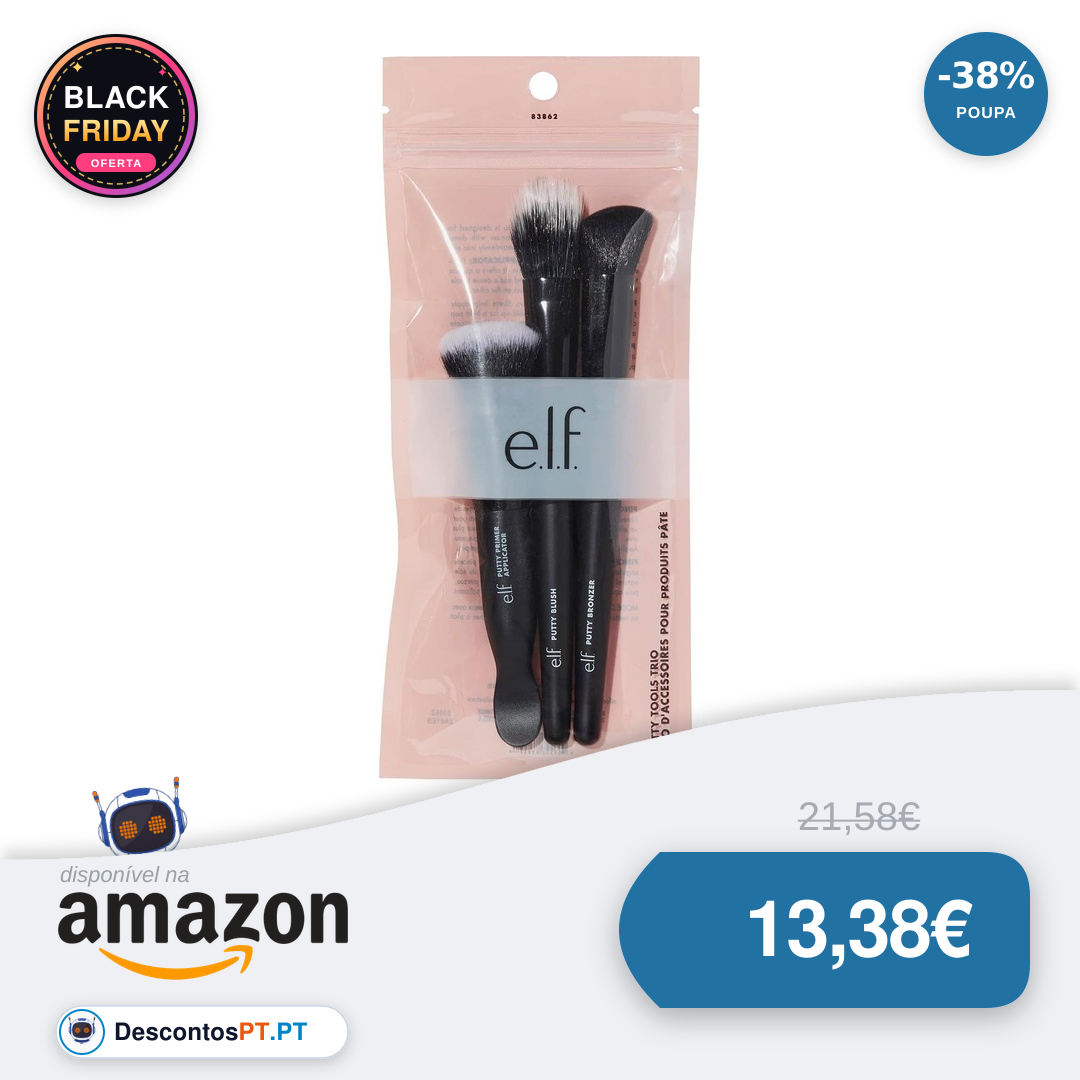 BLACK
FRIDAY
OFERTA
-38%
POUPA
83862
e.l.f.
e.l.f. PUTTY PRIMER
APPLICATOR
e.l.f. PUTTY BLUSH
e.l.f. PUTTY BRONZER
TOOLS TRIO
D'ACCESSOIRES POUR PRODUITS PÂTE
21,58€
13,38€
disponível na
amazon
DescontosPT.PT